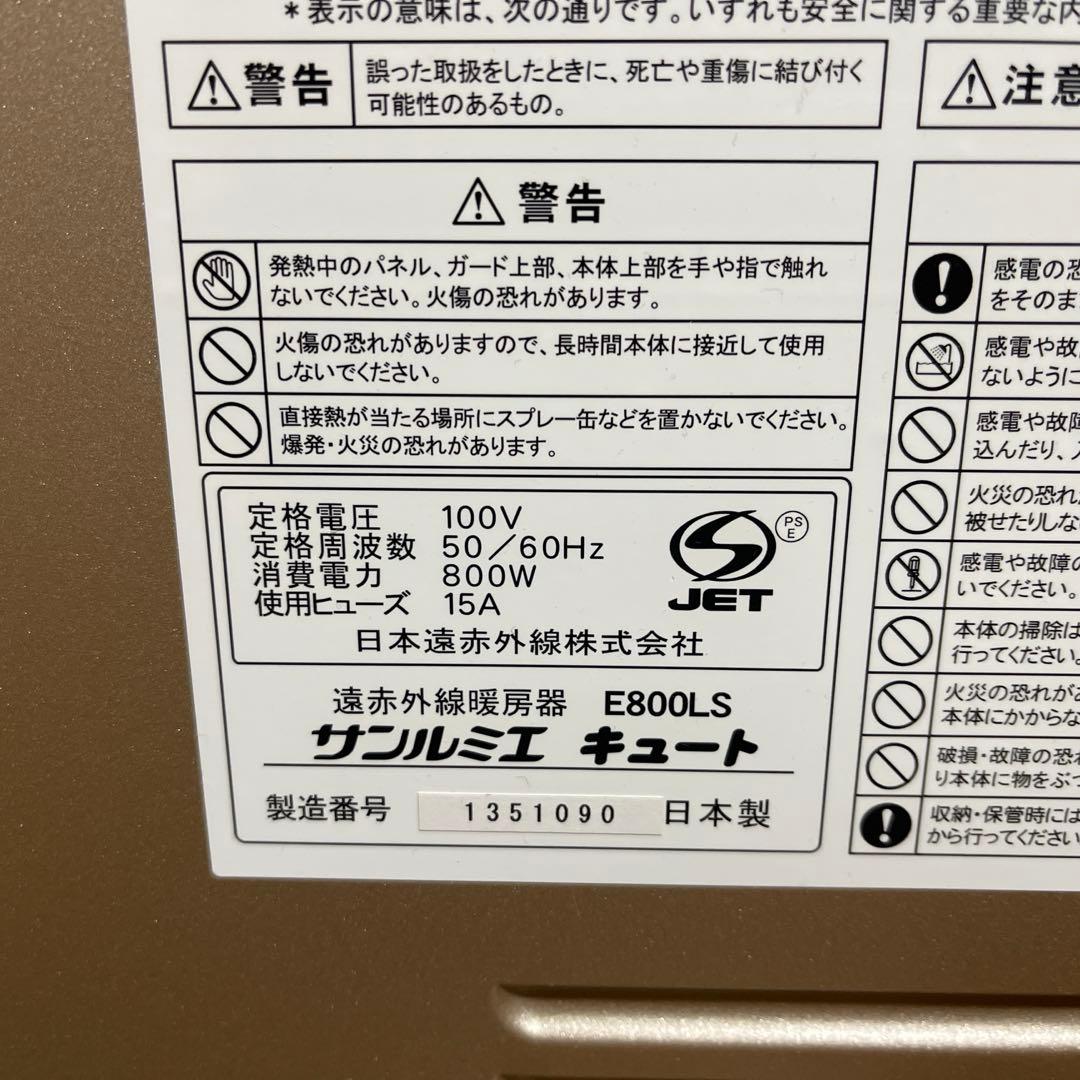 *表示の意味は、次の通りです。いずれも安全に関する重要な内
警告
誤った取扱をしたときに、死亡や重傷に結び付く
可能性のあるもの。
注意
警告
発熱中のパネル、ガード上部、本体上部を手や指で触れ
ないでください。火傷の恐れがあります。
火傷の恐れがありますので、長時間本体に接近して使用
しないでください。
直接熱が当たる場所にスプレー缶などを置かないでください。
爆発・火災の恐れがあります。
定格電圧 100V
定格周波数 50/60Hz
消費電力 800W
使用ヒューズ 15A
PS
E
JET
日本遠赤外線株式会社
遠赤外線暖房器 E800LS
サンルミエ キュート
製造番号 1351090 日本製
感電の恐
をそのまま
感電や故
ないように
感電や故障
込んだり、
火災の恐れ
被せたりしな
感電や故障の
いでください。
本体の掃除は
行ってください。
火災の恐れが
本体にかからな
破損・故障の恐れ
り本体に物をぶつ
収納・保管時には
から行ってください